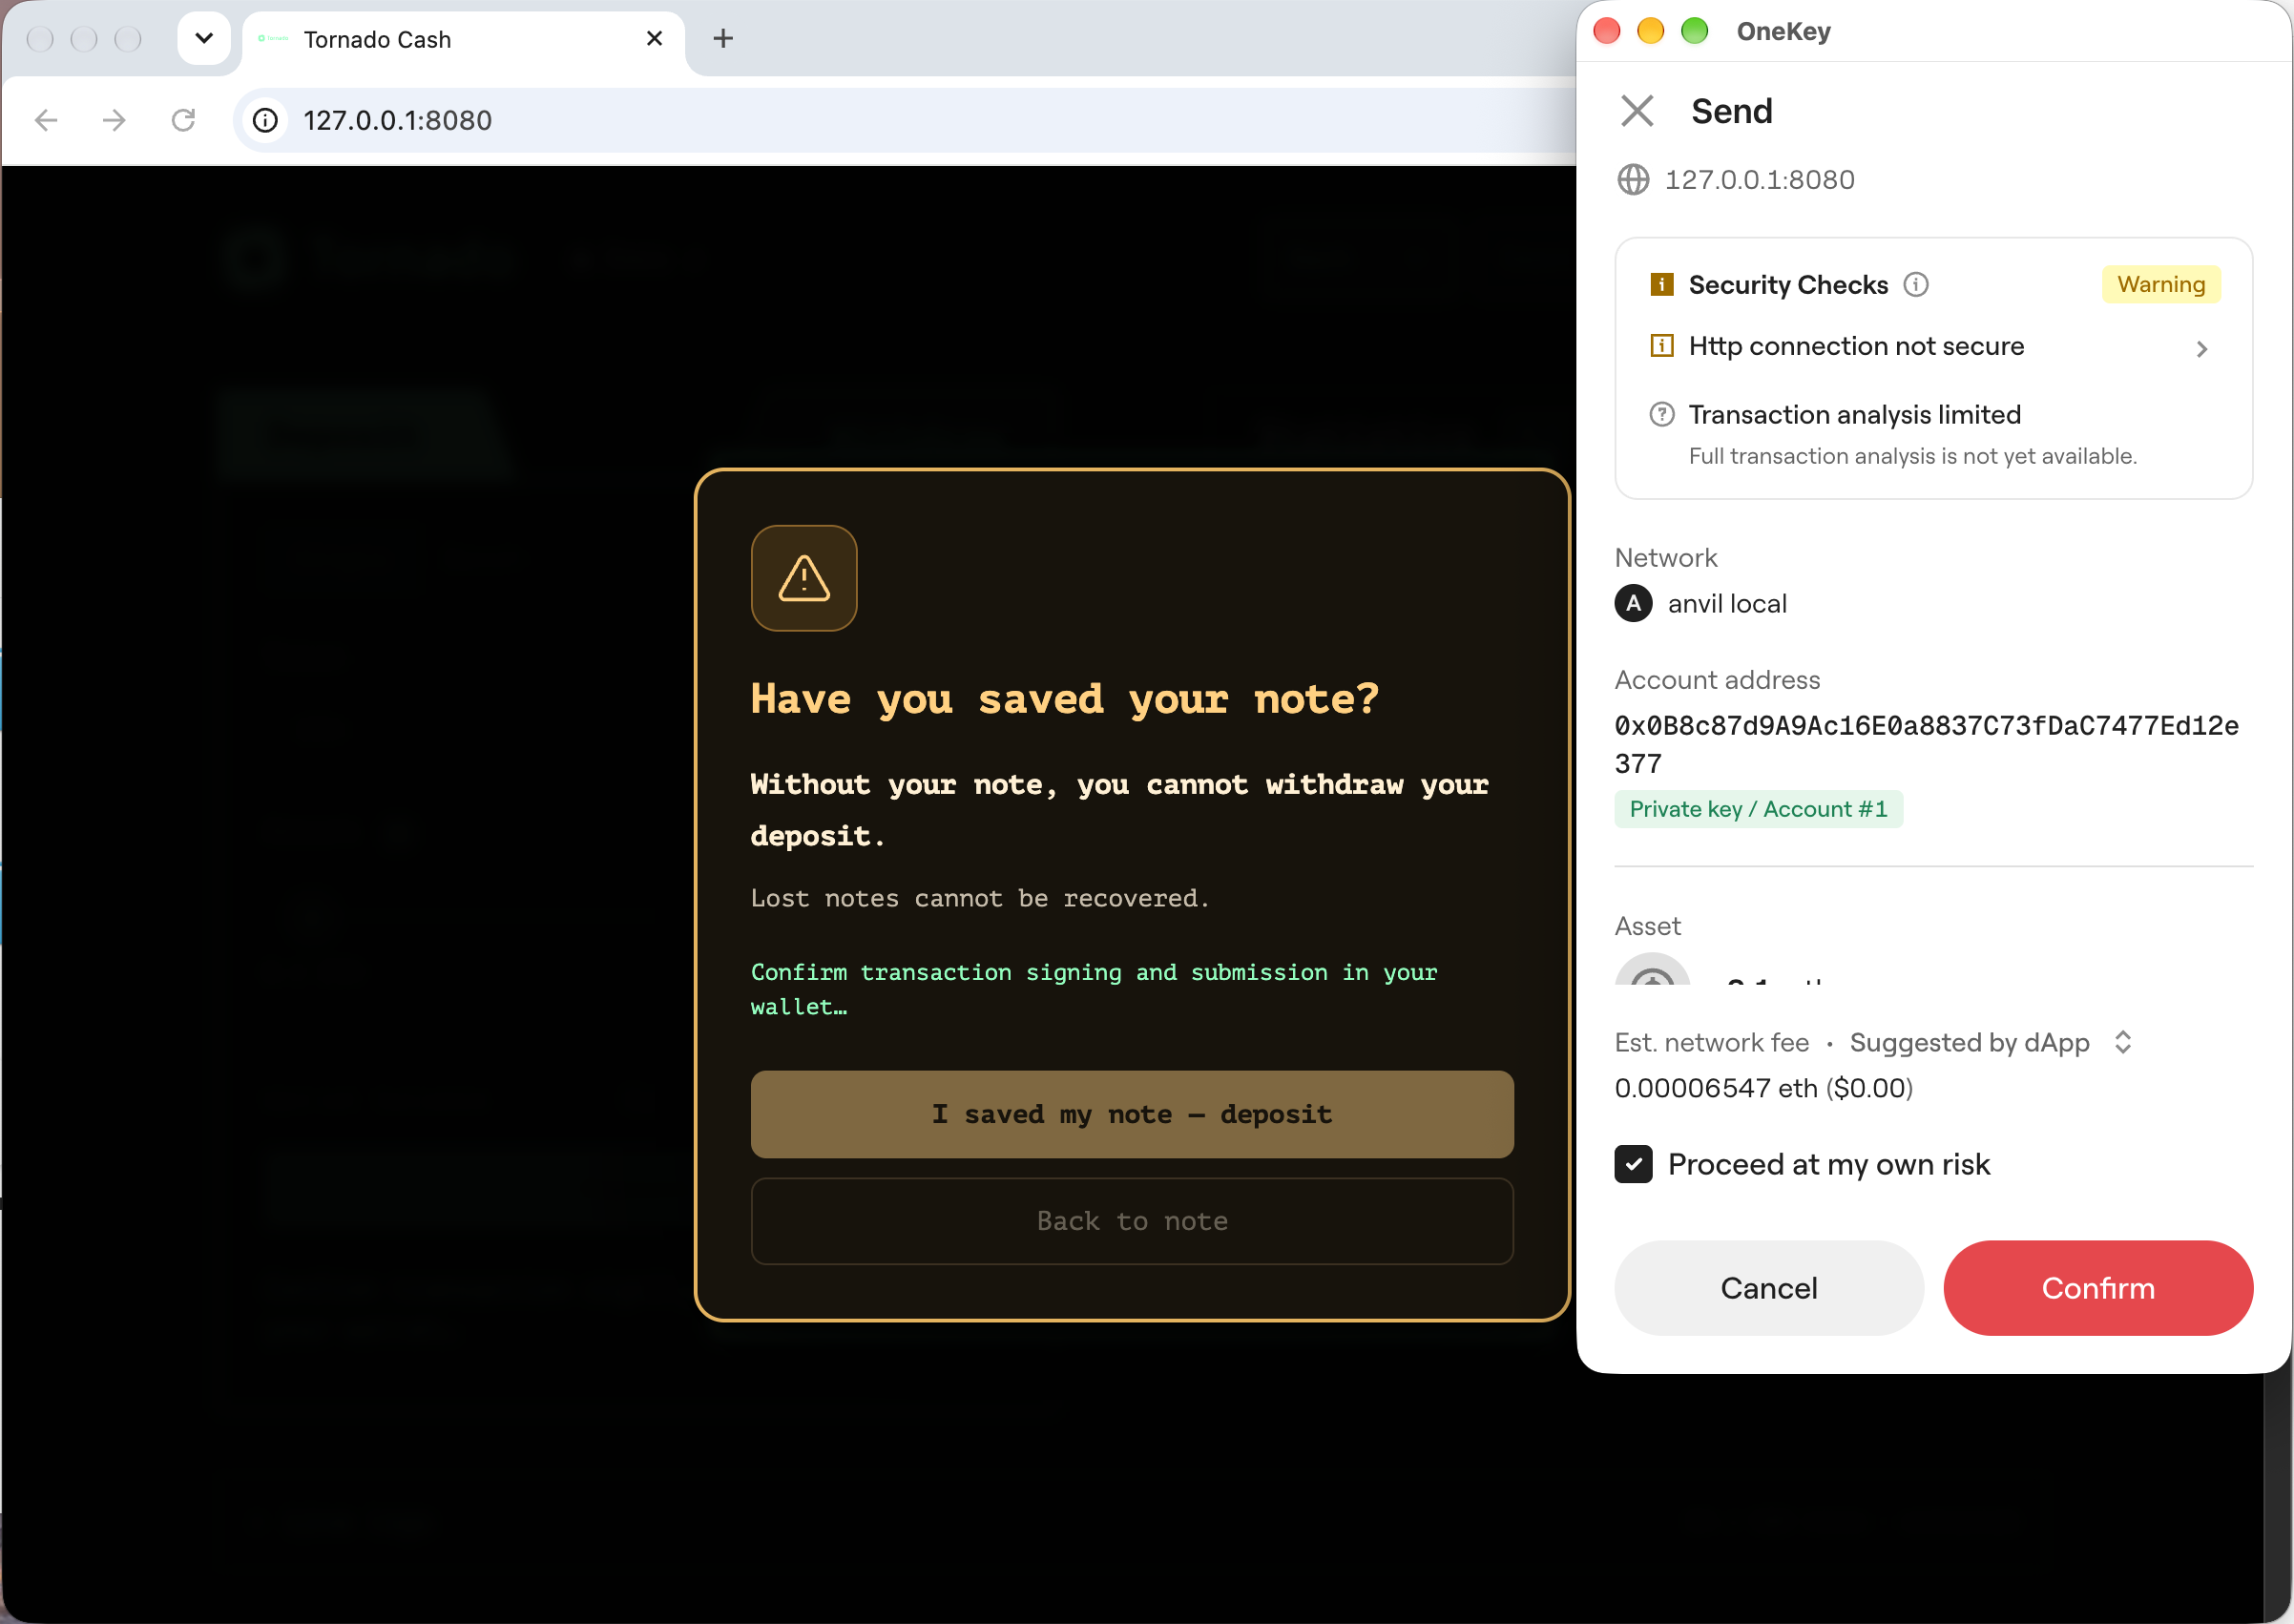 Tornado Cash
127.0.0.1:8080
Have you saved your note?
Without your note, you cannot withdraw your
deposit.
Lost notes cannot be recovered.
Confirm transaction signing and submission in your
wallet…
I saved my note — deposit
Back to note
OneKey
Send
127.0.0.1:8080
Security Checks
Warning
Http connection not secure
Transaction analysis limited
Full transaction analysis is not yet available.
Network
A anvil local
Account address
0x0B8c87d9A9Ac16E0a8837C73fDaC7477Ed12e
377
Private key / Account #1
Asset
Est. network fee • Suggested by dApp
0.00006547 eth ($0.00)
Proceed at my own risk
Cancel
Confirm